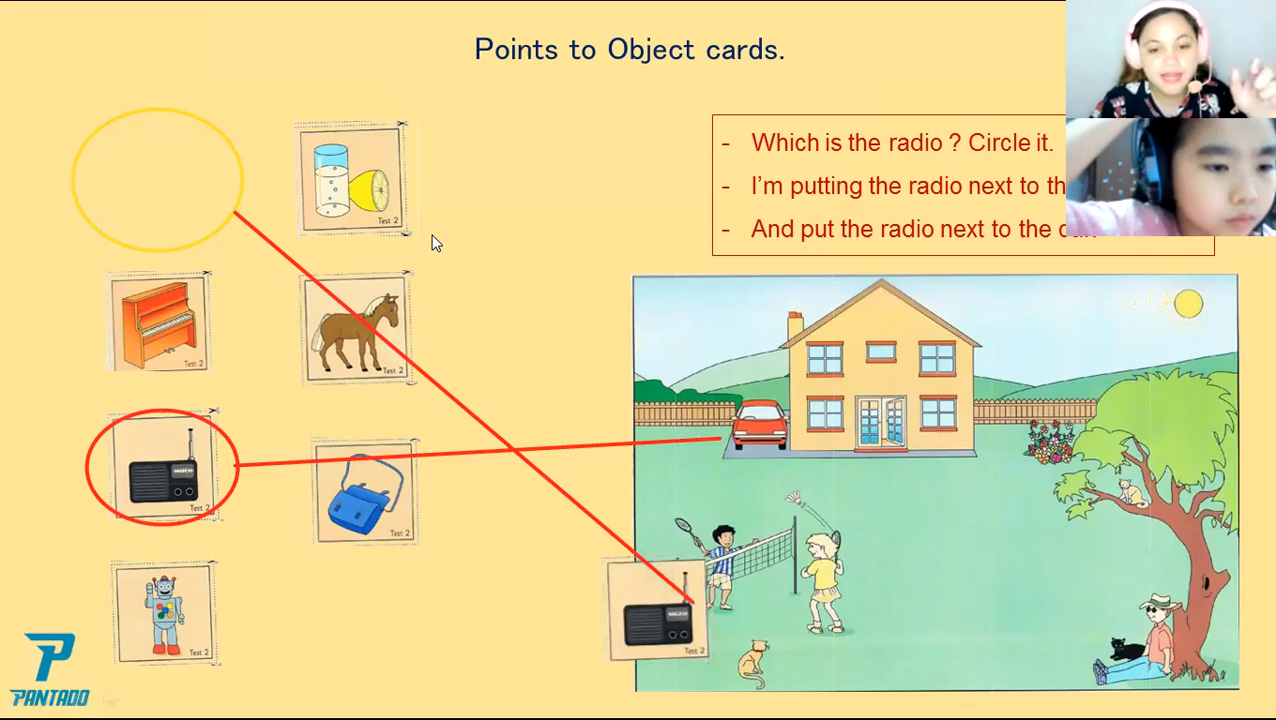 Points to Object cards.
- Which is the radio ? Circle it.
- I'm putting the radio next to th
- And put the radio next to the
Test 2
Test 2
Test 2
Test 2
Test 2
Test 2
Test 2
PANTADO